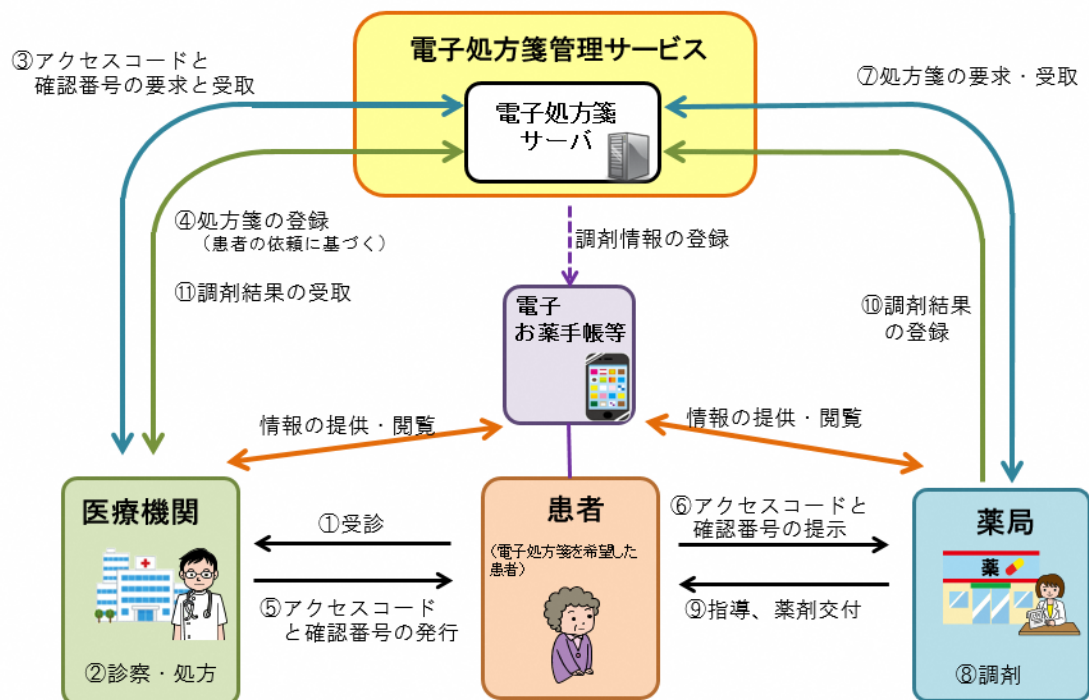 電子処方箋管理サービス
③アクセスコードと
確認番号の要求と受取
⑦処方箋の要求・受取
電子処方箋
サーバ
④処方箋の登録
（患者の依頼に基づく）
調剤情報の登録
⑪調剤結果の受取
電子
お薬手帳等
⑩調剤結果
の登録
情報の提供・閲覧
情報の提供・閲覧
医療機関
①受診
患者
（電子処方箋を希望した
患者）
⑥アクセスコードと
確認番号の提示
薬局
薬
⑤アクセスコード
と確認番号の発行
⑨指導、薬剤交付
②診察・処方
⑧調剤